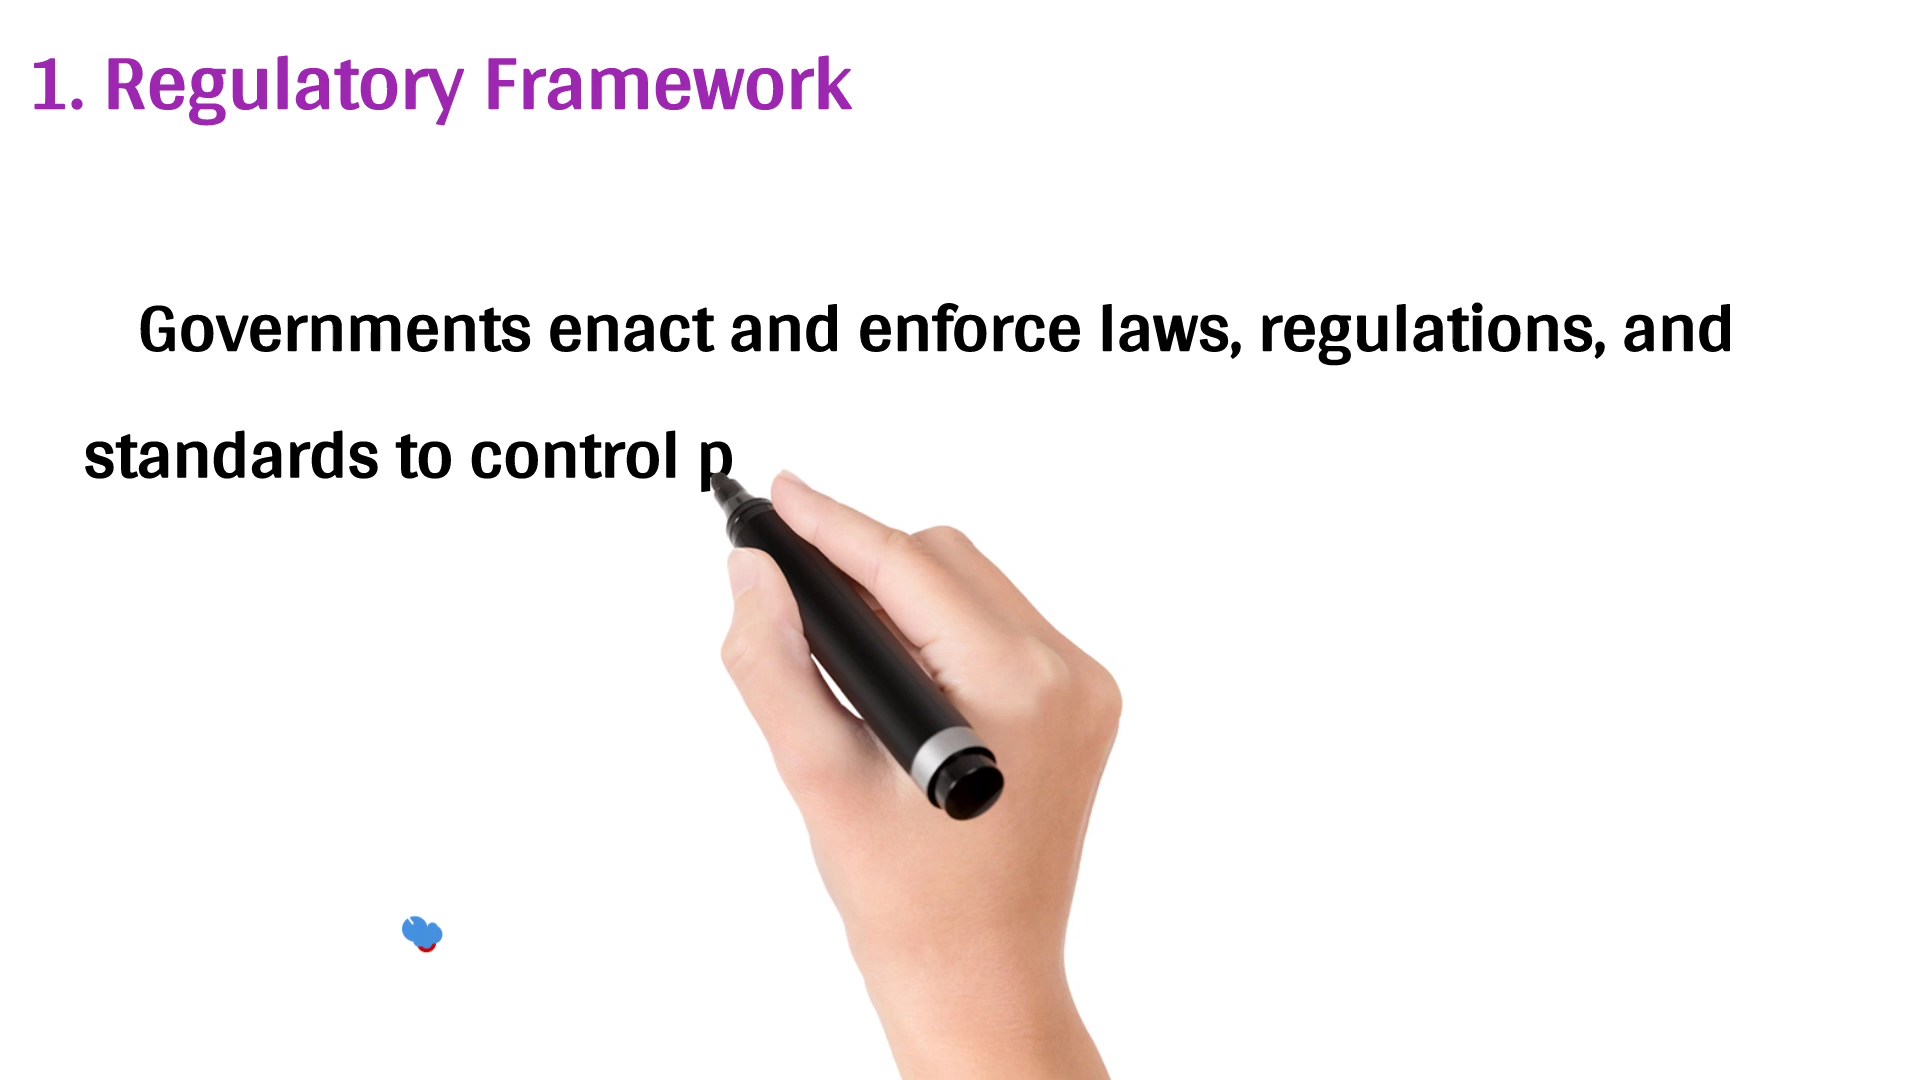 1. Regulatory Framework
Governments enact and enforce laws, regulations, and
standards to control p